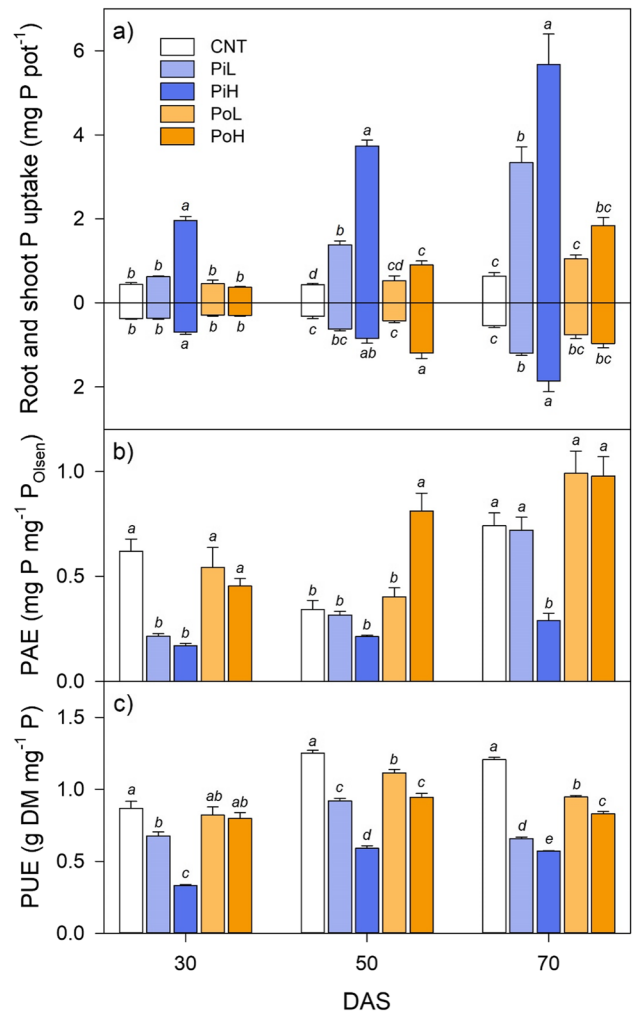 a)
CNT
PiL
PiH
PoL
PoH
Root and shoot P uptake (mg P pot⁻¹)
6
4
2
0
2
b b a b b
b b a b b
d b a cd c
c bc ab c a
c b a bc bc
c b a bc bc
b)
PAE (mg P mg⁻¹ P_Olsen)
1.0
0.5
0.0
a b b a a
b b b b a
a a b a a
c)
PUE (g DM mg⁻¹ P)
1.5
1.0
0.5
0.0
a b c ab ab
a c d b c
a d e b c
30 50 70
DAS